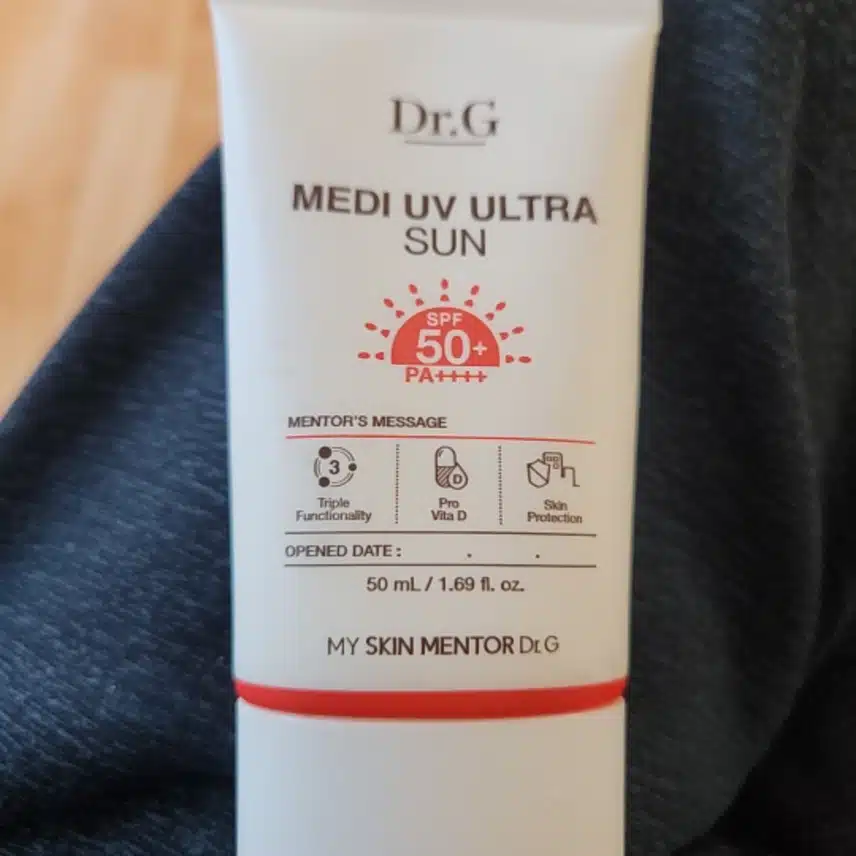 Dr.G
MEDI UV ULTRA
SUN
SPF
50+
PA++++
MENTOR'S MESSAGE
3
Triple
Functionality
D
Pro
Vita D
Skin
Protection
OPENED DATE : . .
50 mL / 1.69 fl. oz.
MY SKIN MENTOR Dr.G